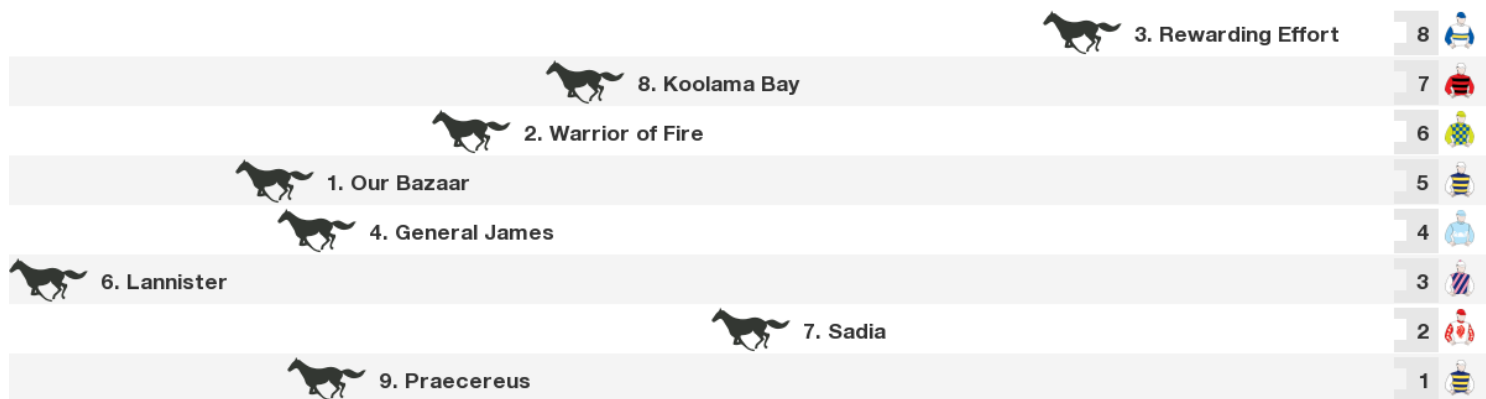 3. Rewarding Effort 8
8. Koolama Bay 7
2. Warrior of Fire 6
1. Our Bazaar 5
4. General James 4
6. Lannister 3
7. Sadia 2
9. Praecereus 1